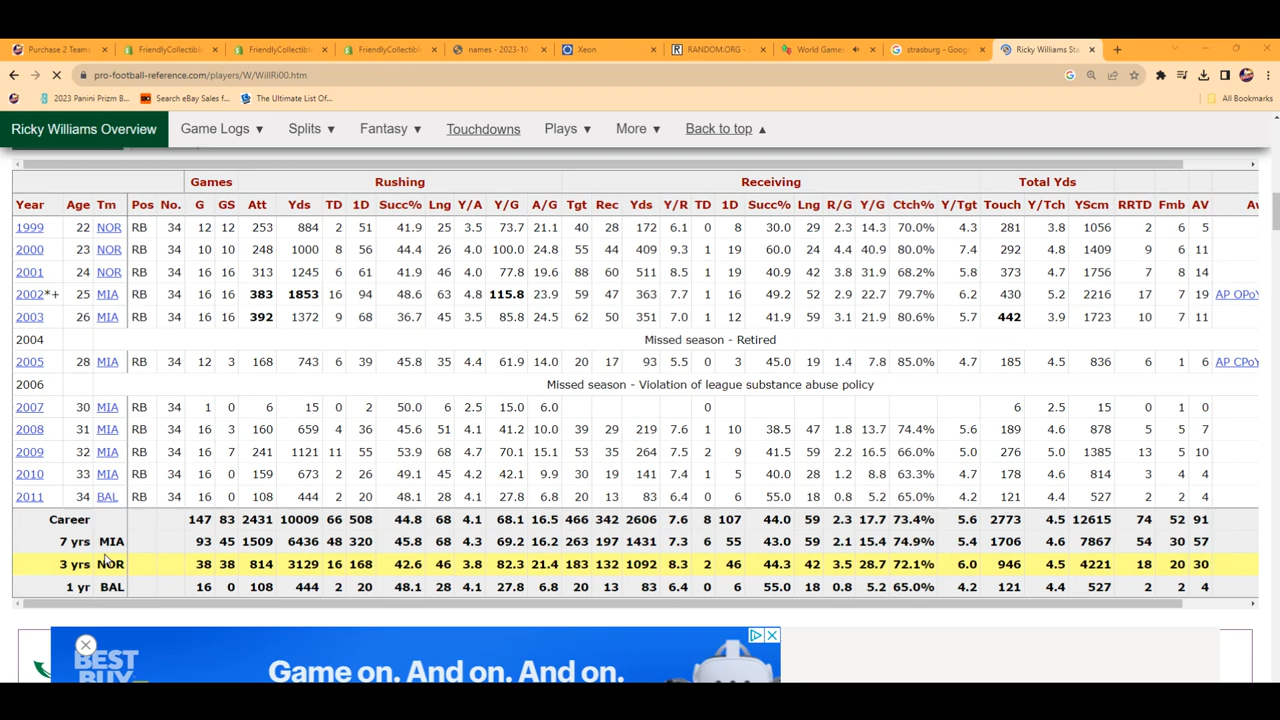 Purchase 2 Teams
FriendlyCollectible
FriendlyCollectible
FriendlyCollectible
names - 2023-10
Xeon
RANDOM.ORG -
World Games
strasburg - Goog
Ricky Williams Sta
pro-football-reference.com/players/W/WillRi00.htm
2023 Panini Prizm B...
Search eBay Sales f...
The Ultimate List Of...
All Bookmarks
Ricky Williams Overview Game Logs ▼ Splits ▼ Fantasy ▼ Touchdowns Plays ▼ More ▼ Back to top ▲
Games Rushing Receiving Total Yds
Year Age Tm Pos No. G GS Att Yds TD 1D Succ% Lng Y/A Y/G A/G Tgt Rec Yds Y/R TD 1D Succ% Lng R/G Y/G Ctch% Y/Tgt Touch Y/Tch YScm RRTD Fmb AV
1999 22 NOR RB 34 12 12 253 884 2 51 41.9 25 3.5 73.7 21.1 40 28 172 6.1 0 8 30.0 29 2.3 14.3 70.0% 4.3 281 3.8 1056 2 6 5
2000 23 NOR RB 34 10 10 248 1000 8 56 44.4 26 4.0 100.0 24.8 55 44 409 9.3 1 19 60.0 24 4.4 40.9 80.0% 7.4 292 4.8 1409 9 6 11
2001 24 NOR RB 34 16 16 313 1245 6 61 41.9 46 4.0 77.8 19.6 88 60 511 8.5 1 19 40.9 42 3.8 31.9 68.2% 5.8 373 4.7 1756 7 8 14
2002*+ 25 MIA RB 34 16 16 383 1853 16 94 48.6 63 4.8 115.8 23.9 59 47 363 7.7 1 16 49.2 52 2.9 22.7 79.7% 6.2 430 5.2 2216 17 7 19 AP OPoY
2003 26 MIA RB 34 16 16 392 1372 9 68 36.7 45 3.5 85.8 24.5 62 50 351 7.0 1 12 41.9 59 3.1 21.9 80.6% 5.7 442 3.9 1723 10 7 11
2004 Missed season - Retired
2005 28 MIA RB 34 12 3 168 743 6 39 45.8 35 4.4 61.9 14.0 20 17 93 5.5 0 3 45.0 19 1.4 7.8 85.0% 4.7 185 4.5 836 6 1 6 AP CPoY
2006 Missed season - Violation of league substance abuse policy
2007 30 MIA RB 34 1 0 6 15 0 2 50.0 6 2.5 15.0 6.0 0 6 2.5 15 0 1 0
2008 31 MIA RB 34 16 3 160 659 4 36 45.6 51 4.1 41.2 10.0 39 29 219 7.6 1 10 38.5 47 1.8 13.7 74.4% 5.6 189 4.6 878 5 5 7
2009 32 MIA RB 34 16 7 241 1121 11 55 53.9 68 4.7 70.1 15.1 53 35 264 7.5 2 9 41.5 59 2.2 16.5 66.0% 5.0 276 5.0 1385 13 5 10
2010 33 MIA RB 34 16 0 159 673 2 26 49.1 45 4.2 42.1 9.9 30 19 141 7.4 1 5 40.0 28 1.2 8.8 63.3% 4.7 178 4.6 814 3 4 4
2011 34 BAL RB 34 16 0 108 444 2 20 48.1 28 4.1 27.8 6.8 20 13 83 6.4 0 6 55.0 18 0.8 5.2 65.0% 4.2 121 4.4 527 2 2 4
Career 147 83 2431 10009 66 508 44.8 68 4.1 68.1 16.5 466 342 2606 7.6 8 107 44.0 59 2.3 17.7 73.4% 5.6 2773 4.5 12615 74 52 91
7 yrs MIA 93 45 1509 6436 48 320 45.8 68 4.3 69.2 16.2 263 197 1431 7.3 6 55 43.0 59 2.1 15.4 74.9% 5.4 1706 4.6 7867 54 30 57
3 yrs NOR 38 38 814 3129 16 168 42.6 46 3.8 82.3 21.4 183 132 1092 8.3 2 46 44.3 42 3.5 28.7 72.1% 6.0 946 4.5 4221 18 20 30
1 yr BAL 16 0 108 444 2 20 48.1 28 4.1 27.8 6.8 20 13 83 6.4 0 6 55.0 18 0.8 5.2 65.0% 4.2 121 4.4 527 2 2 4
BEST
BUY
Game on. And on. And on.